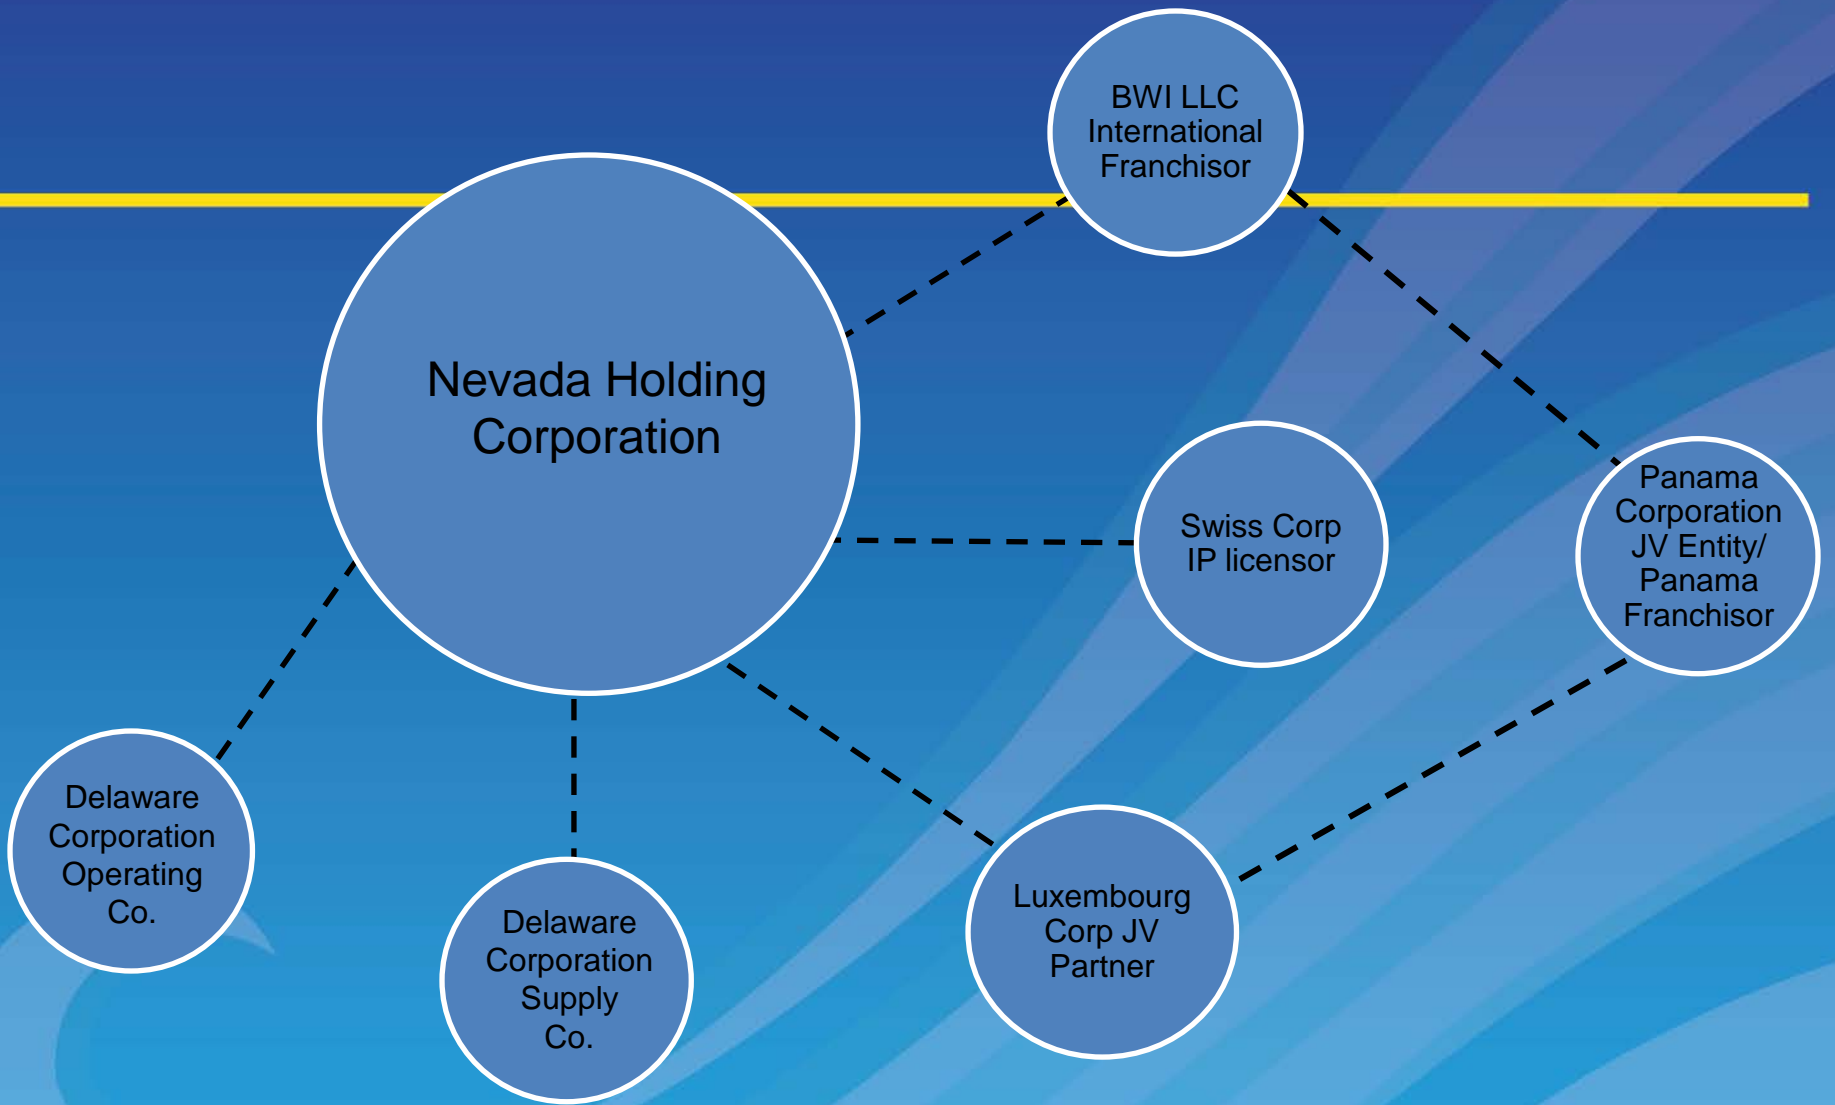 BWI LLC
International
Franchisor
Nevada Holding
Corporation
Swiss Corp
IP licensor
Panama
Corporation
JV Entity/
Panama
Franchisor
Delaware
Corporation
Operating
Co.
Delaware
Corporation
Supply
Co.
Luxembourg
Corp JV
Partner